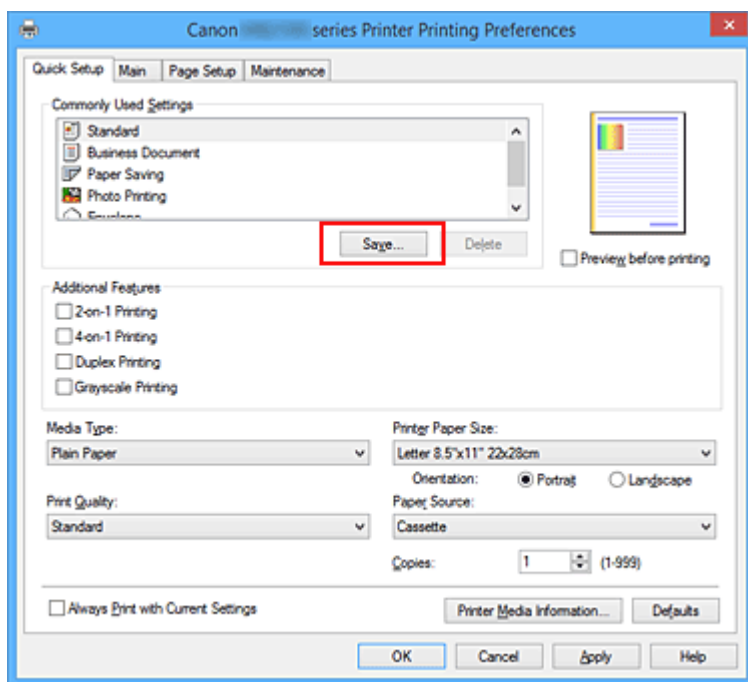 Canon series Printer Printing Preferences
Quick Setup Main Page Setup Maintenance
Commonly Used Settings
Standard
Business Document
Paper Saving
Photo Printing
Envelope
Save... Delete
Preview before printing
Additional Features
2-on-1 Printing
4-on-1 Printing
Duplex Printing
Grayscale Printing
Media Type: Printer Paper Size:
Plain Paper Letter 8.5"x11" 22x28cm
Orientation: Portrait Landscape
Print Quality: Paper Source:
Standard Cassette
Copies: 1 (1-999)
Always Print with Current Settings Printer Media Information... Defaults
OK Cancel Apply Help